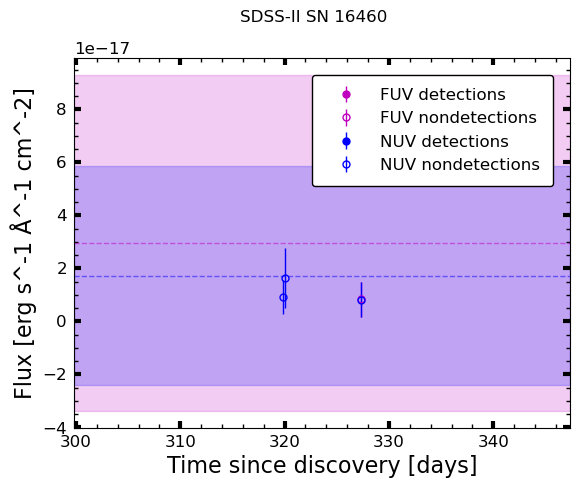 SDSS-II SN 16460
1e−17
FUV detections
FUV nondetections
NUV detections
NUV nondetections
Flux [erg s^-1 Å^-1 cm^-2]
8
6
4
2
0
−2
−4
300 310 320 330 340
Time since discovery [days]